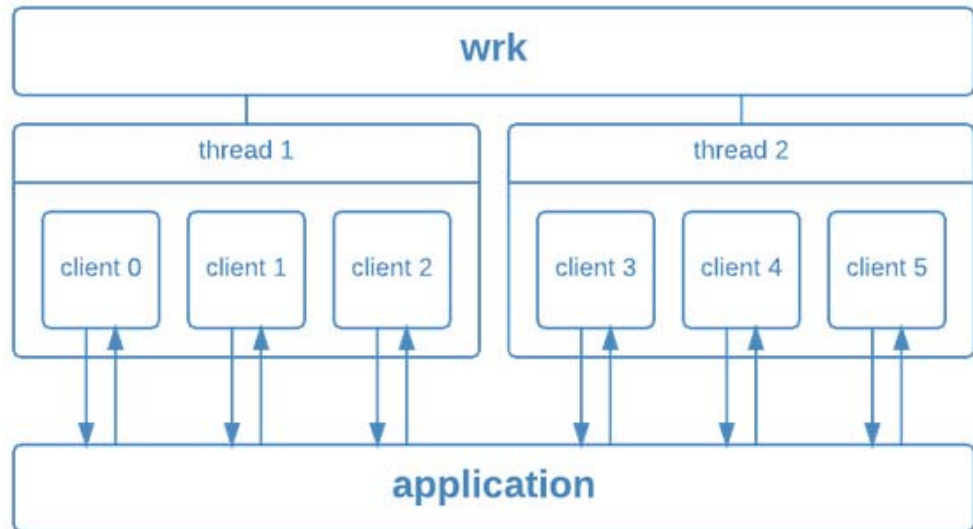 wrk
thread 1
thread 2
client 0
client 1
client 2
client 3
client 4
client 5
application